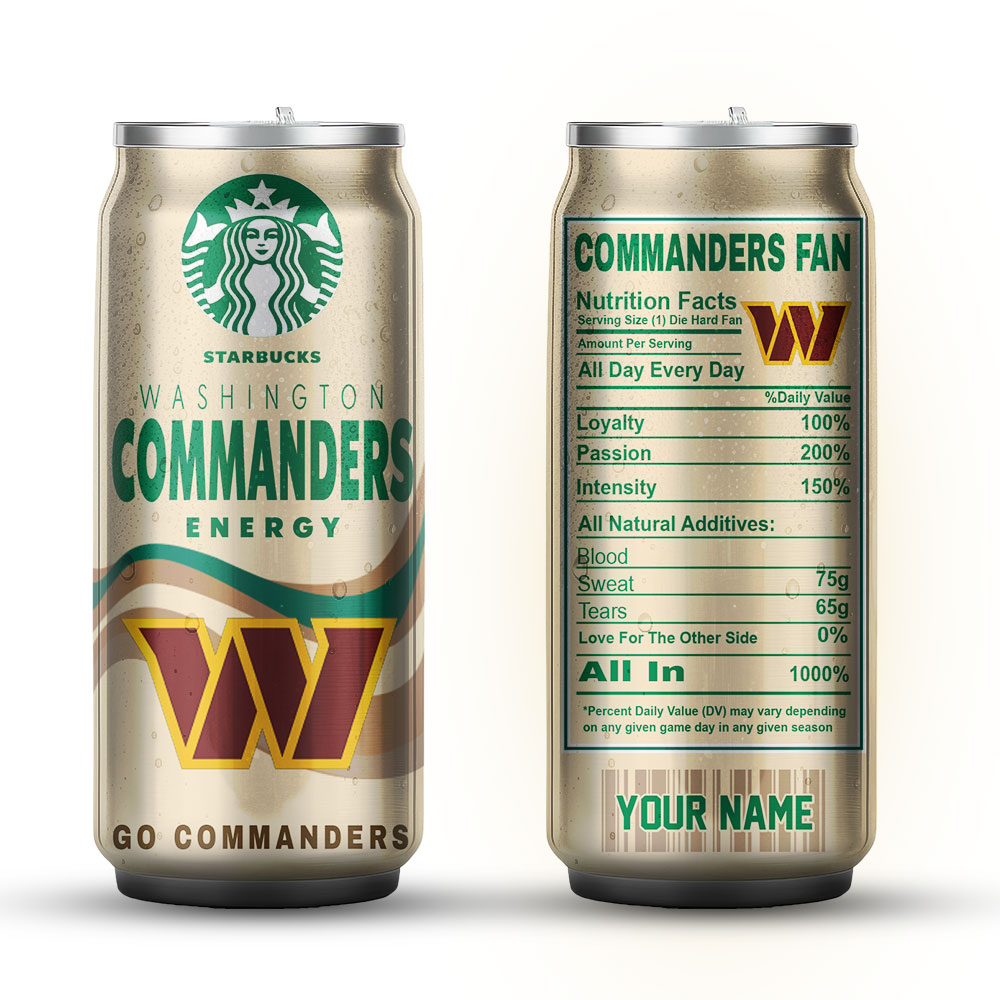 STARBUCKS
WASHINGTON
COMMANDERS
ENERGY
W
GO COMMANDERS
COMMANDERS FAN
Nutrition Facts
Serving Size (1) Die Hard Fan
W
Amount Per Serving
All Day Every Day
%Daily Value
Loyalty 100%
Passion 200%
Intensity 150%
All Natural Additives:
Blood
Sweat 75g
Tears 65g
Love For The Other Side 0%
All In 1000%
*Percent Daily Value (DV) may vary depending
on any given game day in any given season
YOUR NAME